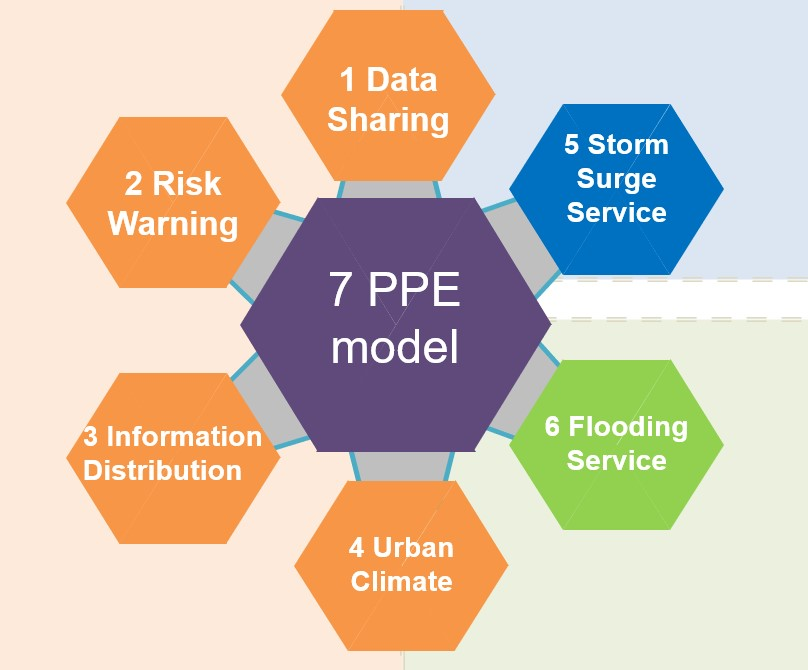 1 Data
Sharing
2 Risk
Warning
3 Information
Distribution
4 Urban
Climate
5 Storm
Surge
Service
6 Flooding
Service
7 PPE
model